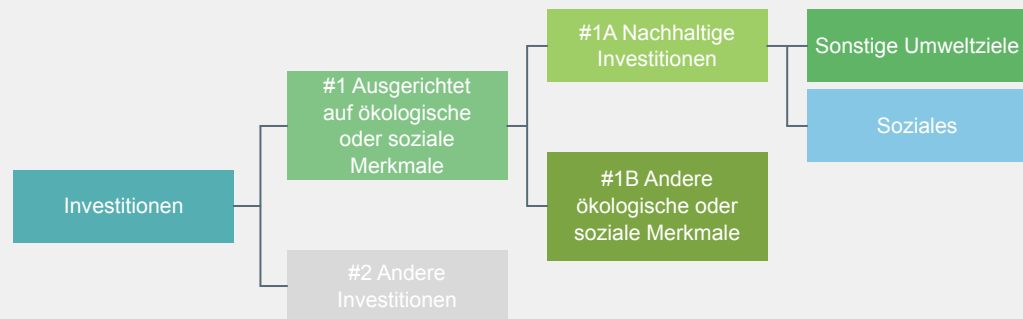 Investitionen
#1 Ausgerichtet
auf ökologische
oder soziale
Merkmale
#2 Andere
Investitionen
#1A Nachhaltige
Investitionen
#1B Andere
ökologische oder
soziale Merkmale
Sonstige Umweltziele
Soziales